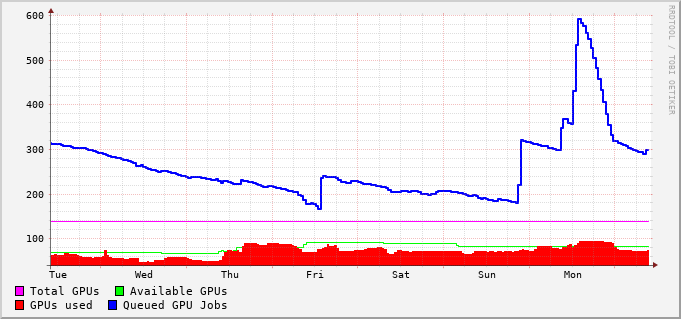 600
500
400
300
200
100
Tue Wed Thu Fri Sat Sun Mon
Total GPUs Available GPUs
GPUs used Queued GPU Jobs
RRDTOOL / TOBI OETIKER